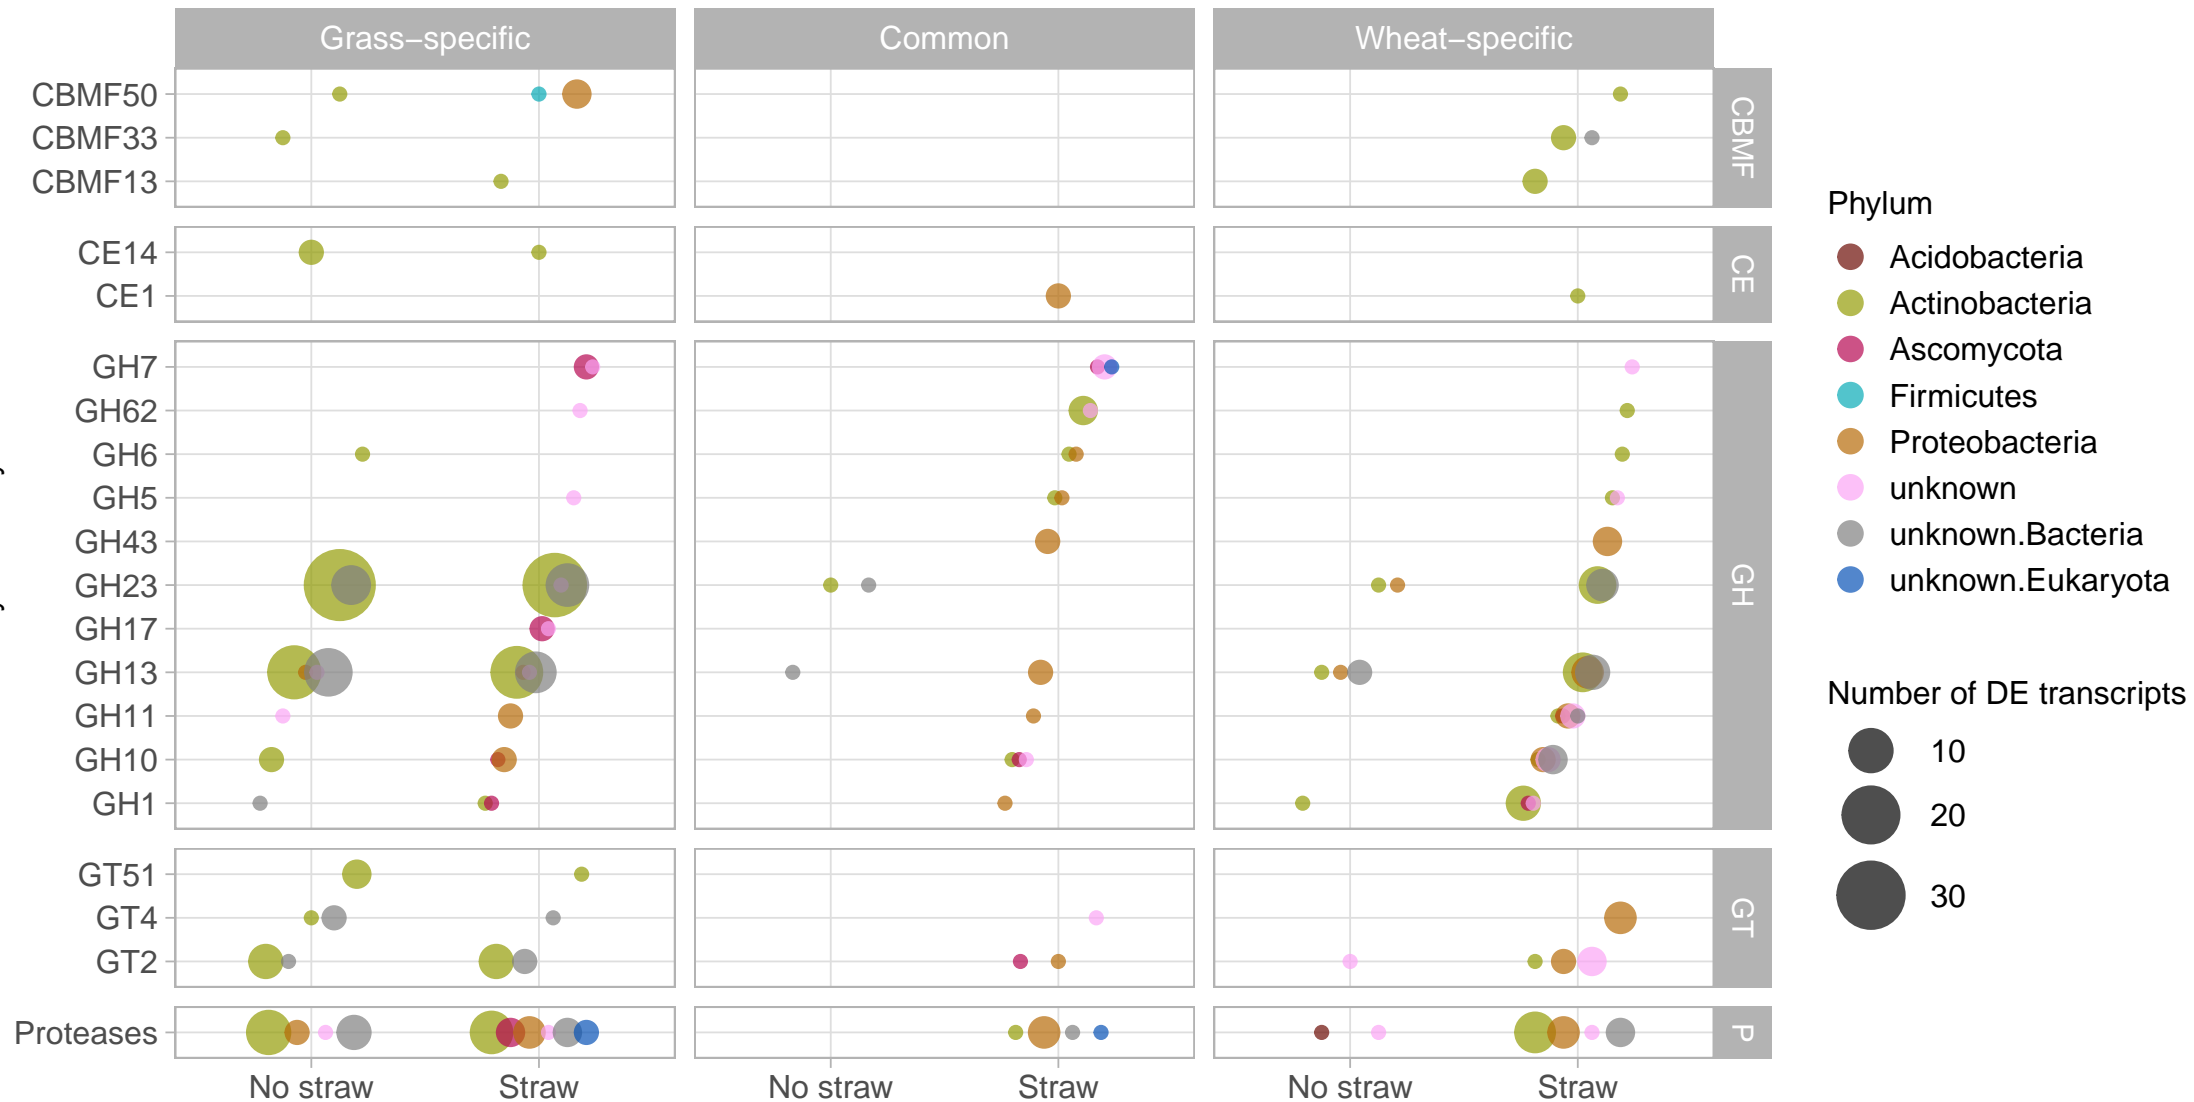 Grass−specific
Common
Wheat−specific
CBMF50
CBMF33
CBMF13
CBMF
CE14
CE1
CE
GH7
GH62
GH6
GH5
GH43
GH23
GH17
GH13
GH11
GH10
GH1
GH
GT51
GT4
GT2
GT
Proteases
P
No straw
Straw
No straw
Straw
No straw
Straw
Phylum
Acidobacteria
Actinobacteria
Ascomycota
Firmicutes
Proteobacteria
unknown
unknown.Bacteria
unknown.Eukaryota
Number of DE transcripts
10
20
30